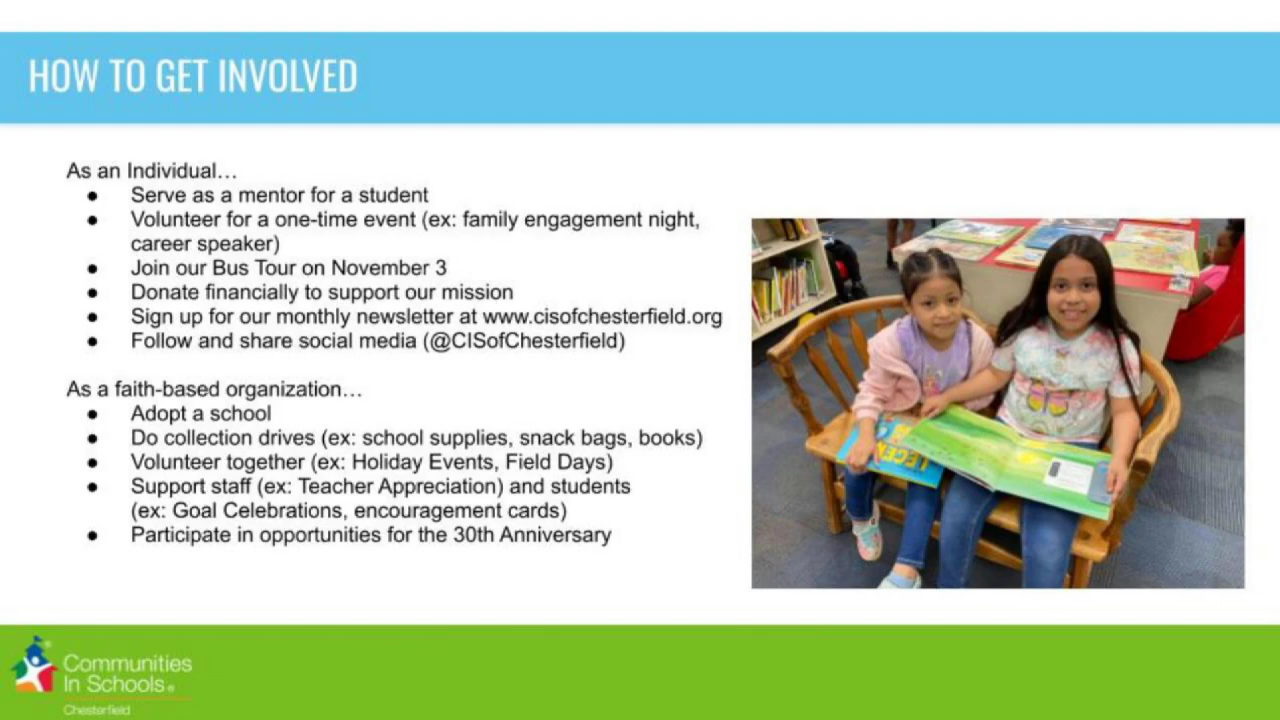 HOW TO GET INVOLVED
As an Individual…
● Serve as a mentor for a student
● Volunteer for a one-time event (ex: family engagement night,
career speaker)
● Join our Bus Tour on November 3
● Donate financially to support our mission
● Sign up for our monthly newsletter at www.cisofchesterfield.org
● Follow and share social media (@CISofChesterfield)
As a faith-based organization…
● Adopt a school
● Do collection drives (ex: school supplies, snack bags, books)
● Volunteer together (ex: Holiday Events, Field Days)
● Support staff (ex: Teacher Appreciation) and students
(ex: Goal Celebrations, encouragement cards)
● Participate in opportunities for the 30th Anniversary
Communities
In Schools®
Chesterfield